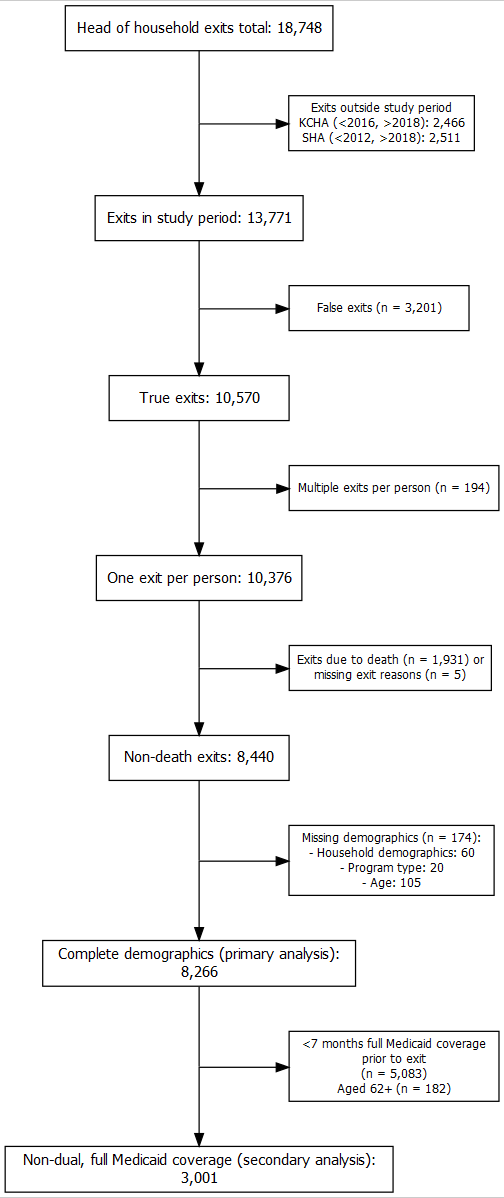 Head of household exits total: 18,748
Exits outside study period
KCHA (<2016, >2018): 2,466
SHA (<2012, >2018): 2,511
Exits in study period: 13,771
False exits (n = 3,201)
True exits: 10,570
Multiple exits per person (n = 194)
One exit per person: 10,376
Exits due to death (n = 1,931) or
missing exit reasons (n = 5)
Non-death exits: 8,440
Missing demographics (n = 174):
- Household demographics: 60
- Program type: 20
- Age: 105
Complete demographics (primary analysis):
8,266
<7 months full Medicaid coverage
prior to exit
(n = 5,083)
Aged 62+ (n = 182)
Non-dual, full Medicaid coverage (secondary analysis):
3,001